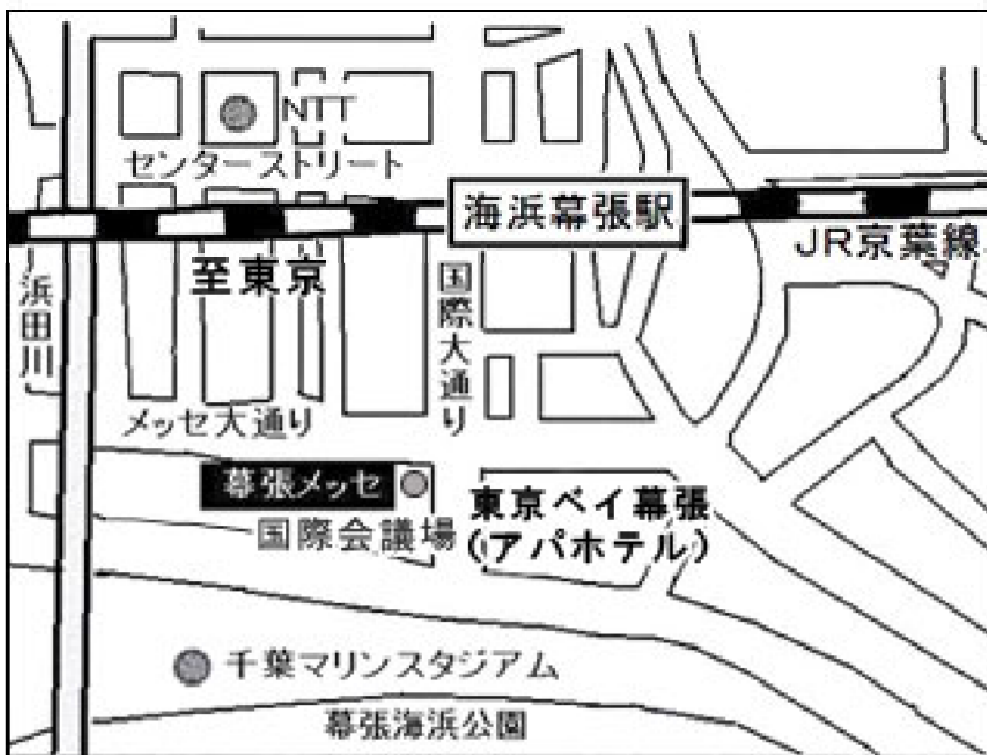 NTT
センターストリート
海浜幕張駅
JR京葉線
至東京
浜田川
国際大通り
メッセ大通り
幕張メッセ
国際会議場
東京ベイ幕張
(アパホテル)
千葉マリンスタジアム
幕張海浜公園